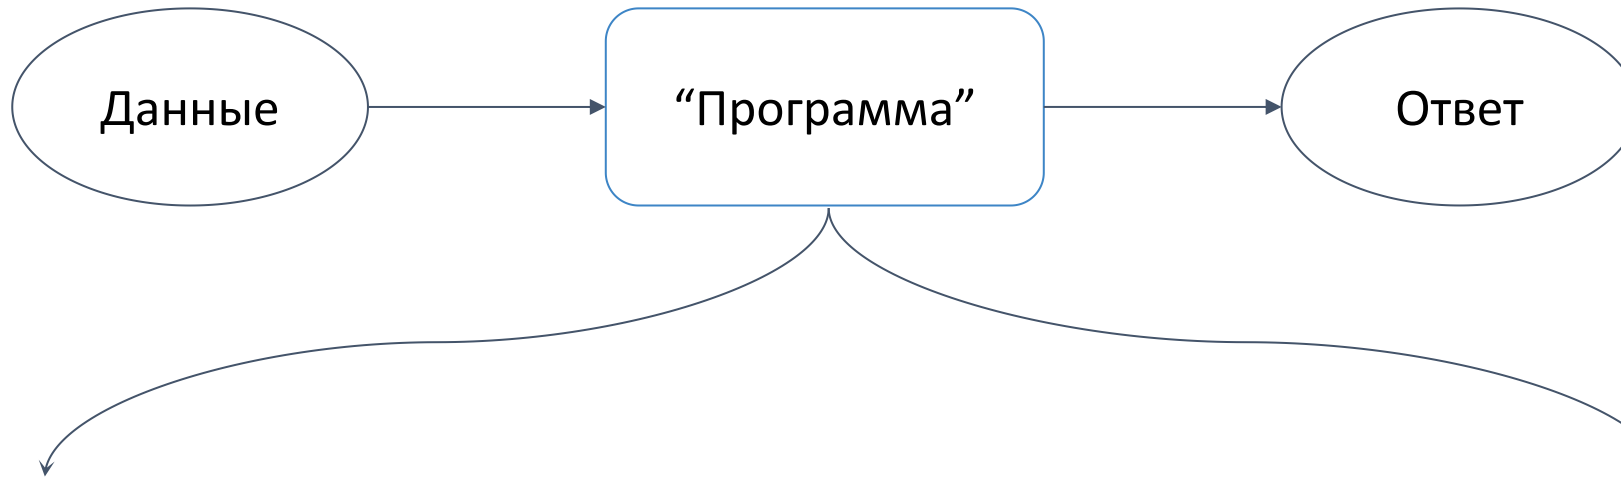 Данные
“Программа”
Ответ